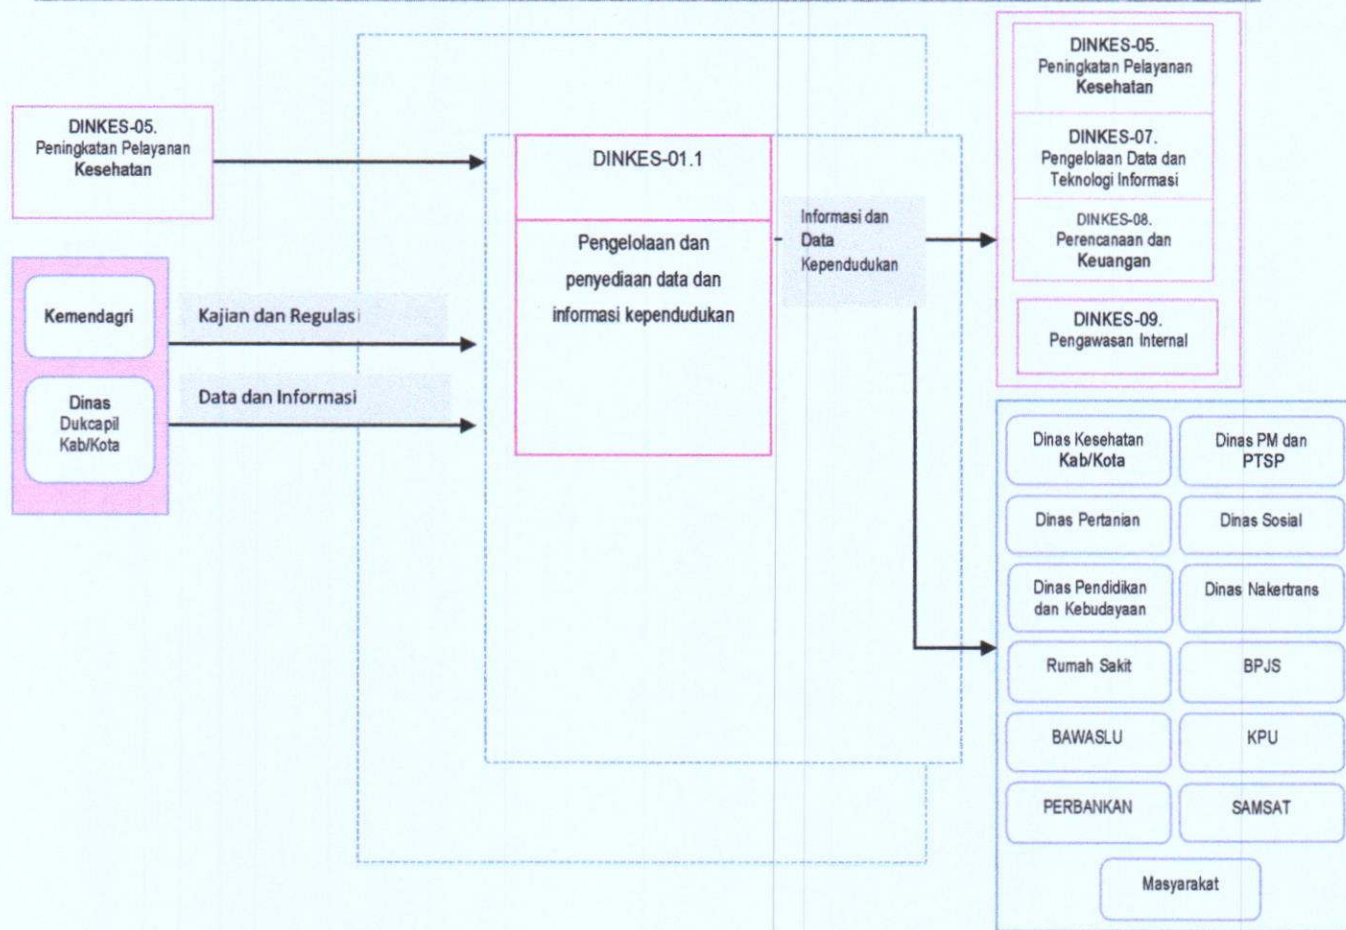 DINKES-05.
Peningkatan Pelayanan
Kesehatan
Kemendagri
Dinas
Dukcapil
Kab/Kota
Kajian dan Regulasi
Data dan Informasi
DINKES-01.1
Pengelolaan dan
penyediaan data dan
informasi kependudukan
Informasi dan
Data
Kependudukan
DINKES-05.
Peningkatan Pelayanan
Kesehatan
DINKES-07.
Pengelolaan Data dan
Teknologi Informasi
DINKES-08.
Perencanaan dan
Keuangan
DINKES-09.
Pengawasan Internal
Dinas Kesehatan
Kab/Kota
Dinas PM dan
PTSP
Dinas Pertanian
Dinas Sosial
Dinas Pendidikan
dan Kebudayaan
Dinas Nakertrans
Rumah Sakit
BPJS
BAWASLU
KPU
PERBANKAN
SAMSAT
Masyarakat